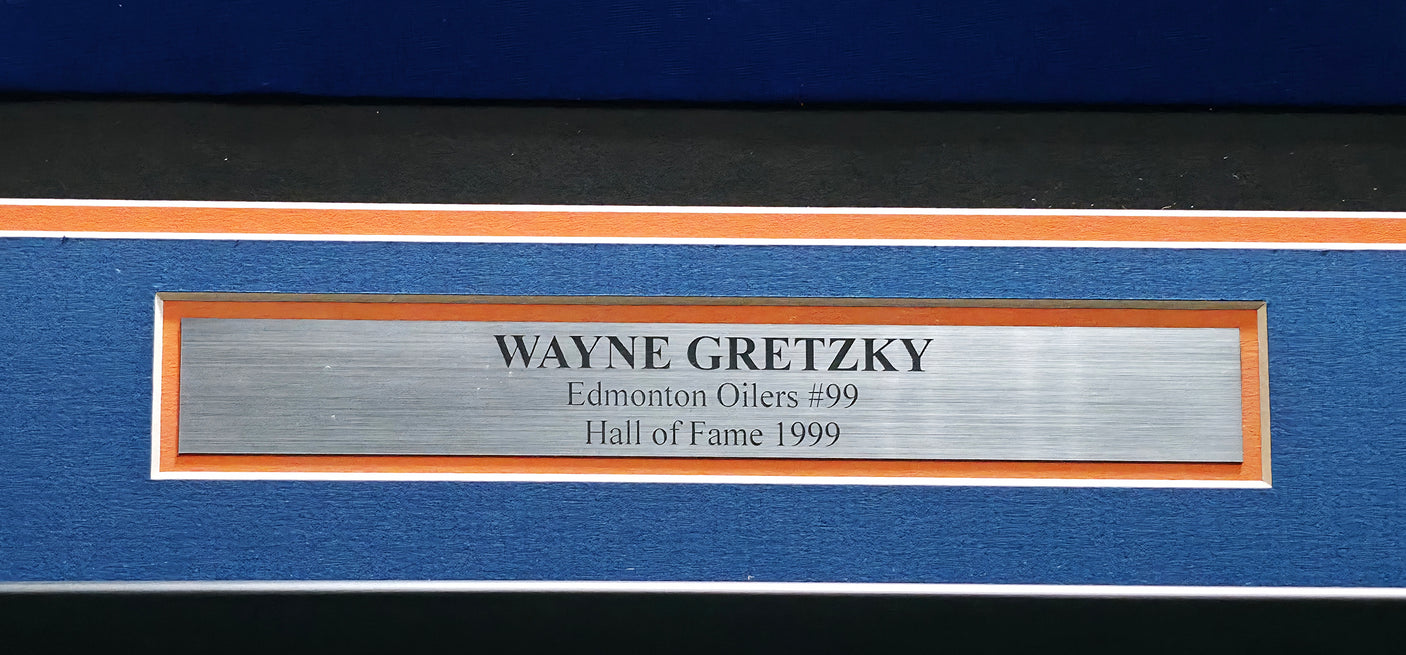 WAYNE GRETZKY
Edmonton Oilers #99
Hall of Fame 1999